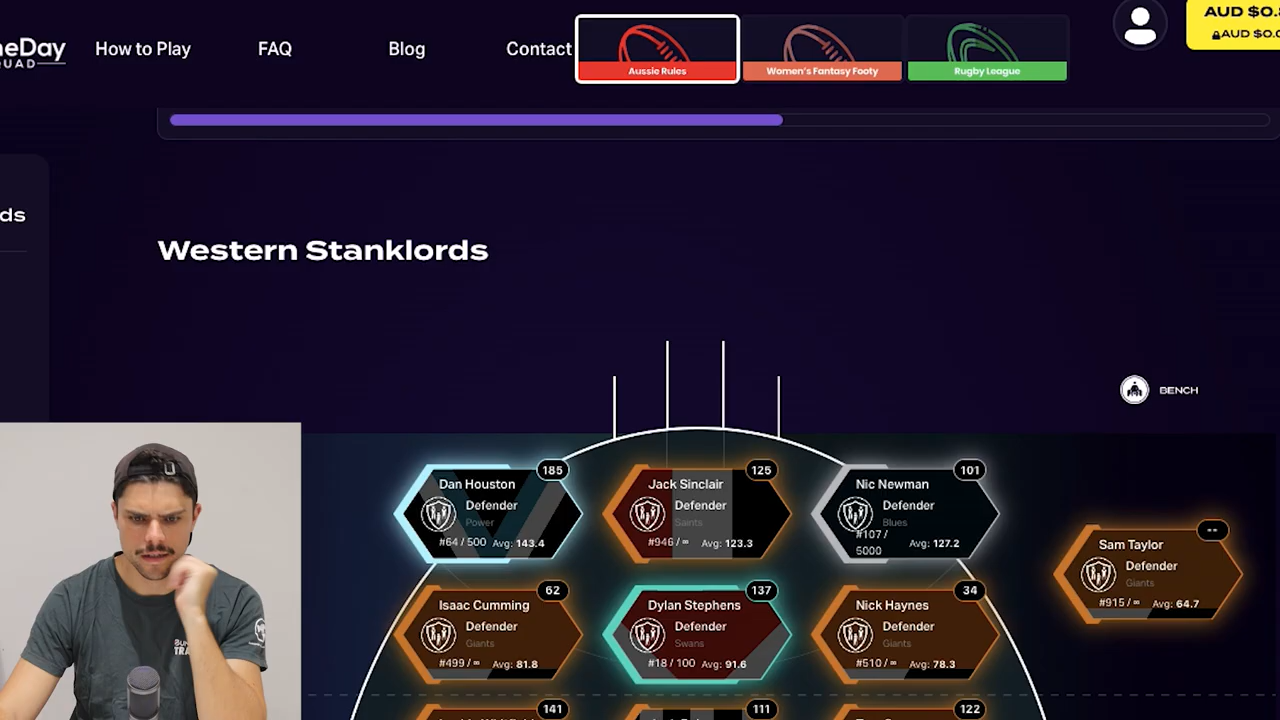 How to Play
FAQ
Blog
Contact
Aussie Rules
Women's Fantasy Footy
Rugby League
Western Stanklords
BENCH
185
Dan Houston
Defender
Power
#64 / 500 Avg: 143.4
125
Jack Sinclair
Defender
Saints
#946 / ∞ Avg: 123.3
101
Nic Newman
Defender
Blues
#107 /
5000
Avg: 127.2
--
Sam Taylor
Defender
Giants
#915 / ∞ Avg: 64.7
62
Isaac Cumming
Defender
Giants
#499 / ∞ Avg: 81.8
137
Dylan Stephens
Defender
Swans
#18 / 100 Avg: 91.6
34
Nick Haynes
Defender
Giants
#510 / ∞ Avg: 78.3
141
111
122